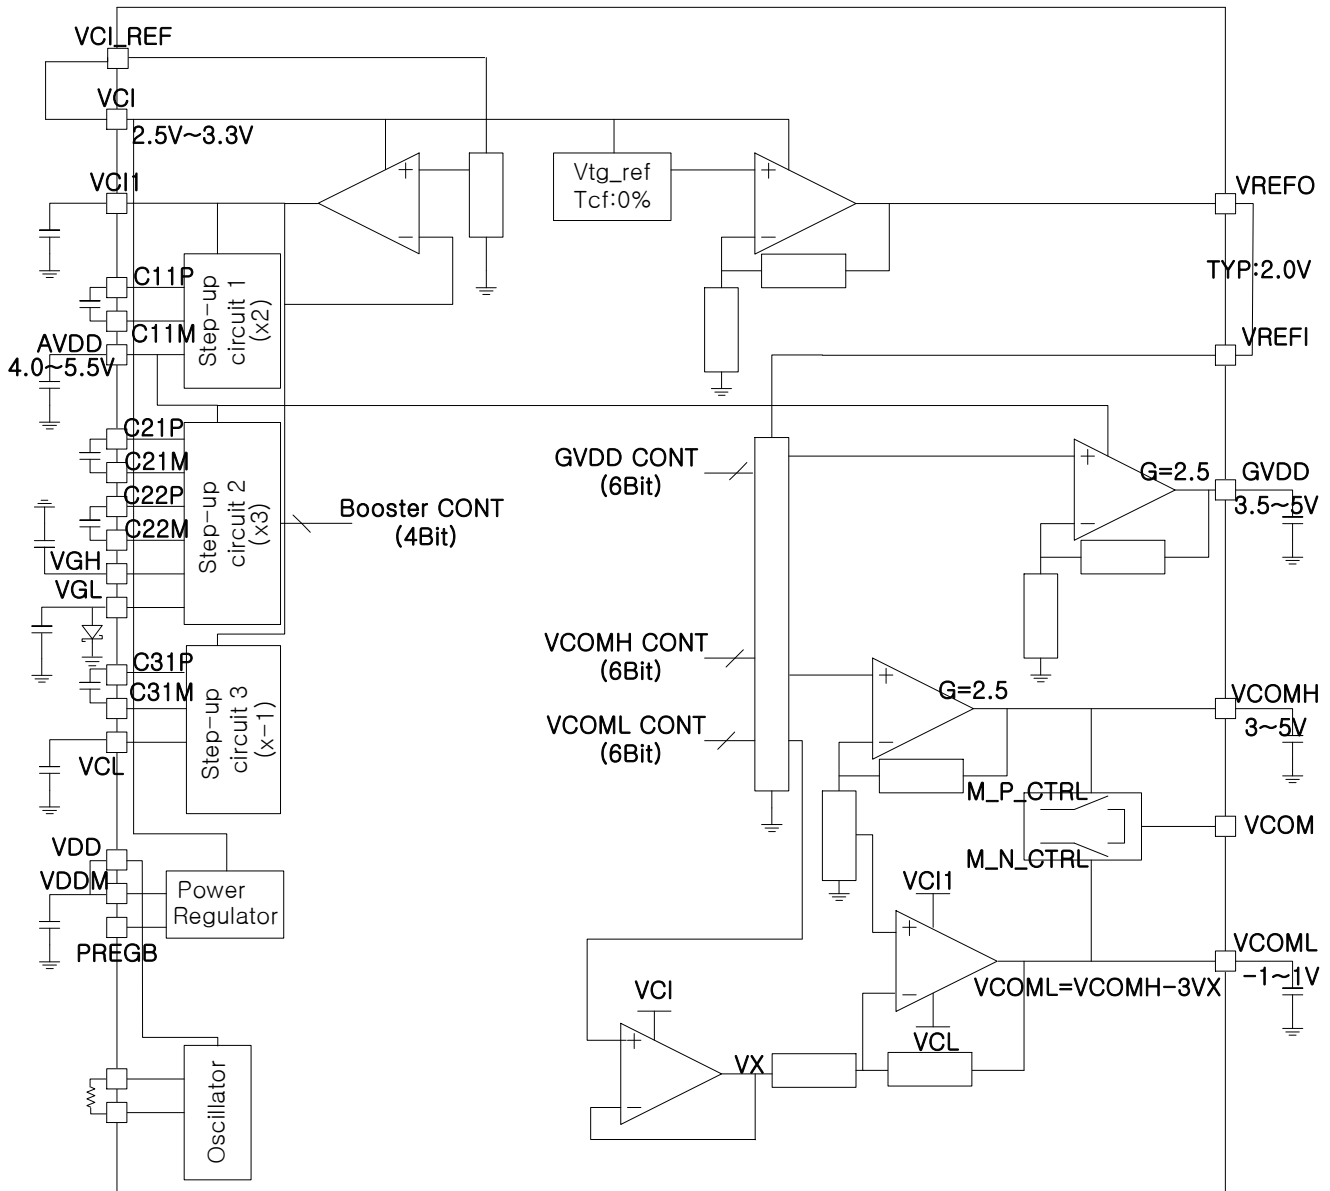 VCI_REF
VCI
2.5V~3.3V
VCI1
+
−
Vtg_ref
Tcf:0%
+
−
VREFO
TYP:2.0V
VREFI
C11P
C11M
Step-up
circuit 1
(x2)
AVDD
4.0~5.5V
C21P
C21M
C22P
C22M
Step-up
circuit 2
(x3)
Booster CONT
(4Bit)
VGH
VGL
GVDD CONT
(6Bit)
+
−
G=2.5
GVDD
3.5~5V
C31P
C31M
Step-up
circuit 3
(x-1)
VCL
VCOMH CONT
(6Bit)
VCOML CONT
(6Bit)
+
−
G=2.5
VCOMH
3~5V
M_P_CTRL
M_N_CTRL
VCOM
VDD
VDDM
PREGB
Power
Regulator
VCI1
+
−
VCL
VCOML
-1~1V
VCOML=VCOMH-3VX
VCI
+
−
VX
Oscillator